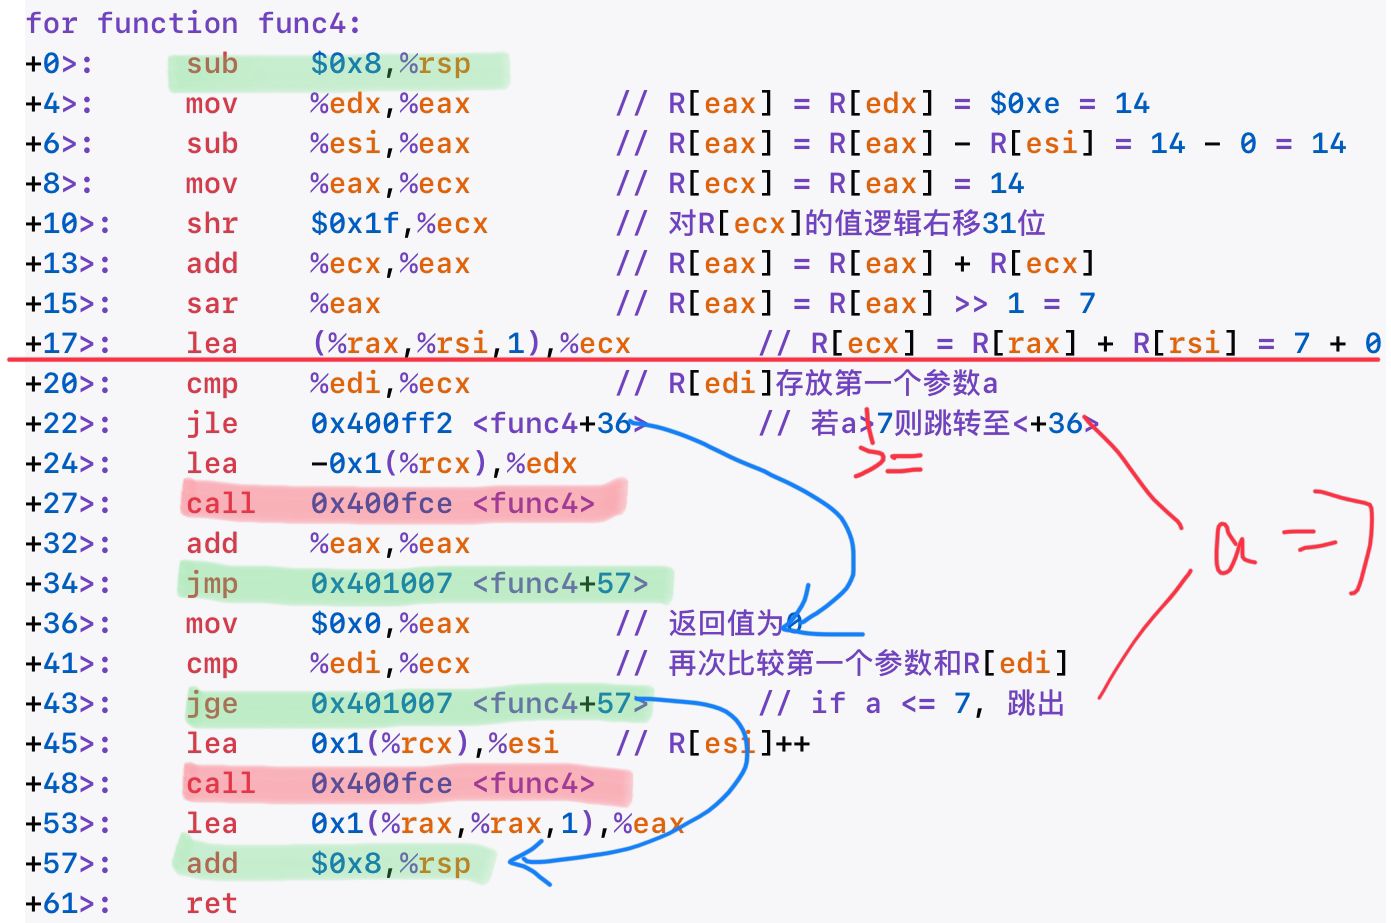 for function func4:
+0>: sub $0x8,%rsp
+4>: mov %edx,%eax // R[eax] = R[edx] = $0xe = 14
+6>: sub %esi,%eax // R[eax] = R[eax] - R[esi] = 14 - 0 = 14
+8>: mov %eax,%ecx // R[ecx] = R[eax] = 14
+10>: shr $0x1f,%ecx // 对R[ecx]的值逻辑右移31位
+13>: add %ecx,%eax // R[eax] = R[eax] + R[ecx]
+15>: sar %eax // R[eax] = R[eax] >> 1 = 7
+17>: lea (%rax,%rsi,1),%ecx // R[ecx] = R[rax] + R[rsi] = 7 + 0
+20>: cmp %edi,%ecx // R[edi]存放第一个参数a
+22>: jle 0x400ff2 <func4+36> // 若a>7则跳转至<+36>
>=
+24>: lea -0x1(%rcx),%edx
+27>: call 0x400fce <func4>
+32>: add %eax,%eax
a = 7
+34>: jmp 0x401007 <func4+57>
+36>: mov $0x0,%eax // 返回值为0
+41>: cmp %edi,%ecx // 再次比较第一个参数和R[edi]
+43>: jge 0x401007 <func4+57> // if a <= 7, 跳出
+45>: lea 0x1(%rcx),%esi // R[esi]++
+48>: call 0x400fce <func4>
+53>: lea 0x1(%rax,%rax,1),%eax
+57>: add $0x8,%rsp
+61>: ret